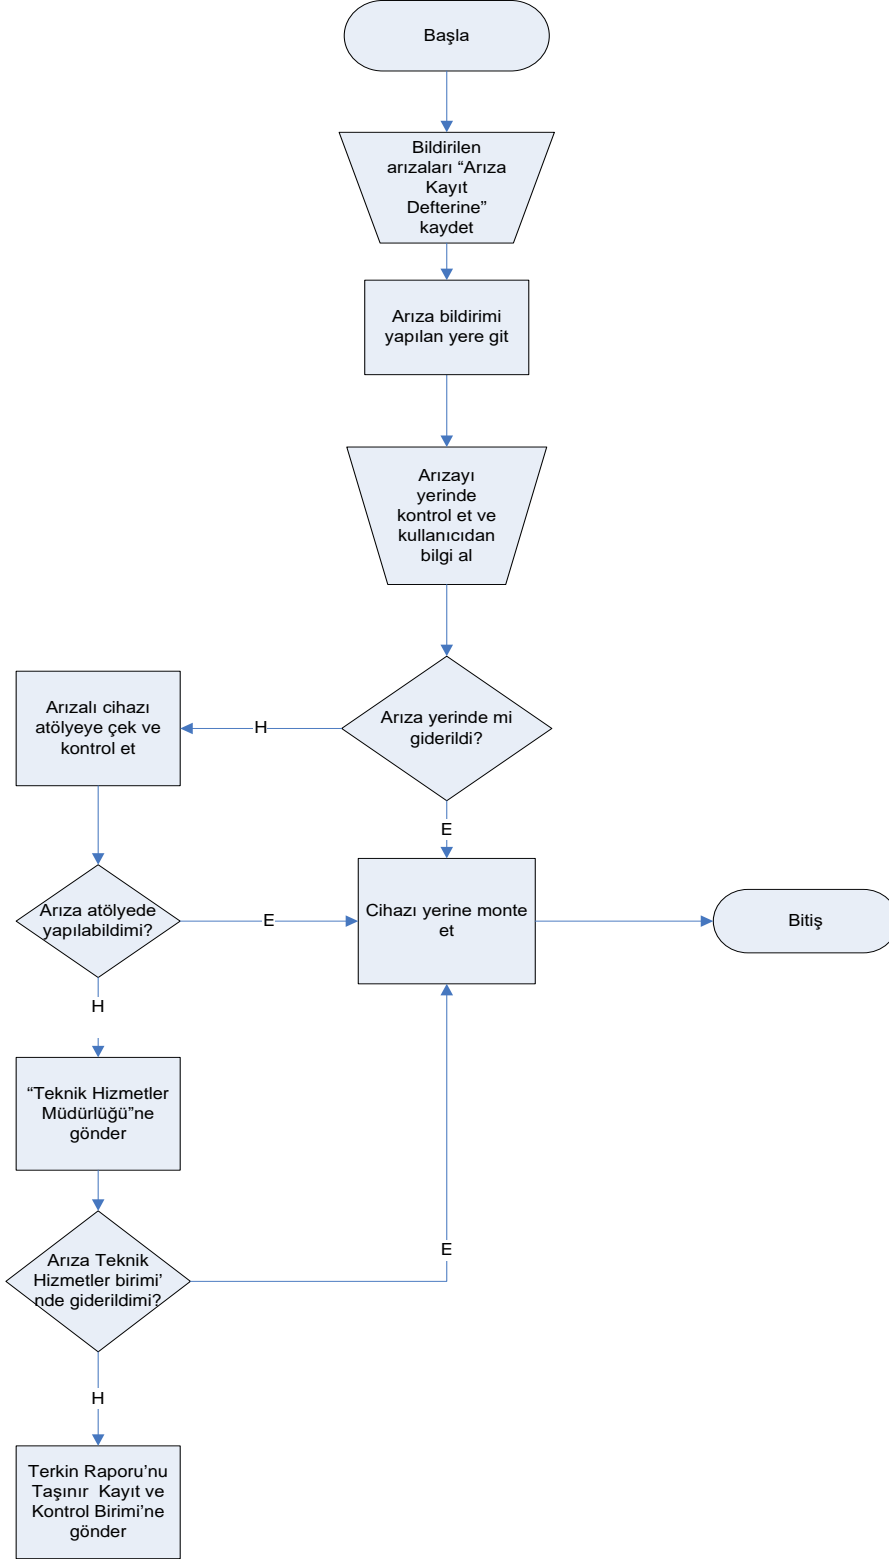 Başla
Bildirilen
arızaları “Arıza
Kayıt
Defterine”
kaydet
Arıza bildirimi
yapılan yere git
Arızayı
yerinde
kontrol et ve
kullanıcıdan
bilgi al
Arıza yerinde mi
giderildi?
H
Arızalı cihazı
atölyeye çek ve
kontrol et
E
Arıza atölyede
yapılabildimi?
E
Cihazı yerine monte
et
Bitiş
H
“Teknik Hizmetler
Müdürlüğü”ne
gönder
Arıza Teknik
Hizmetler birimi’
nde giderildimi?
E
H
Terkin Raporu’nu
Taşınır  Kayıt ve
Kontrol Birimi’ne
gönder